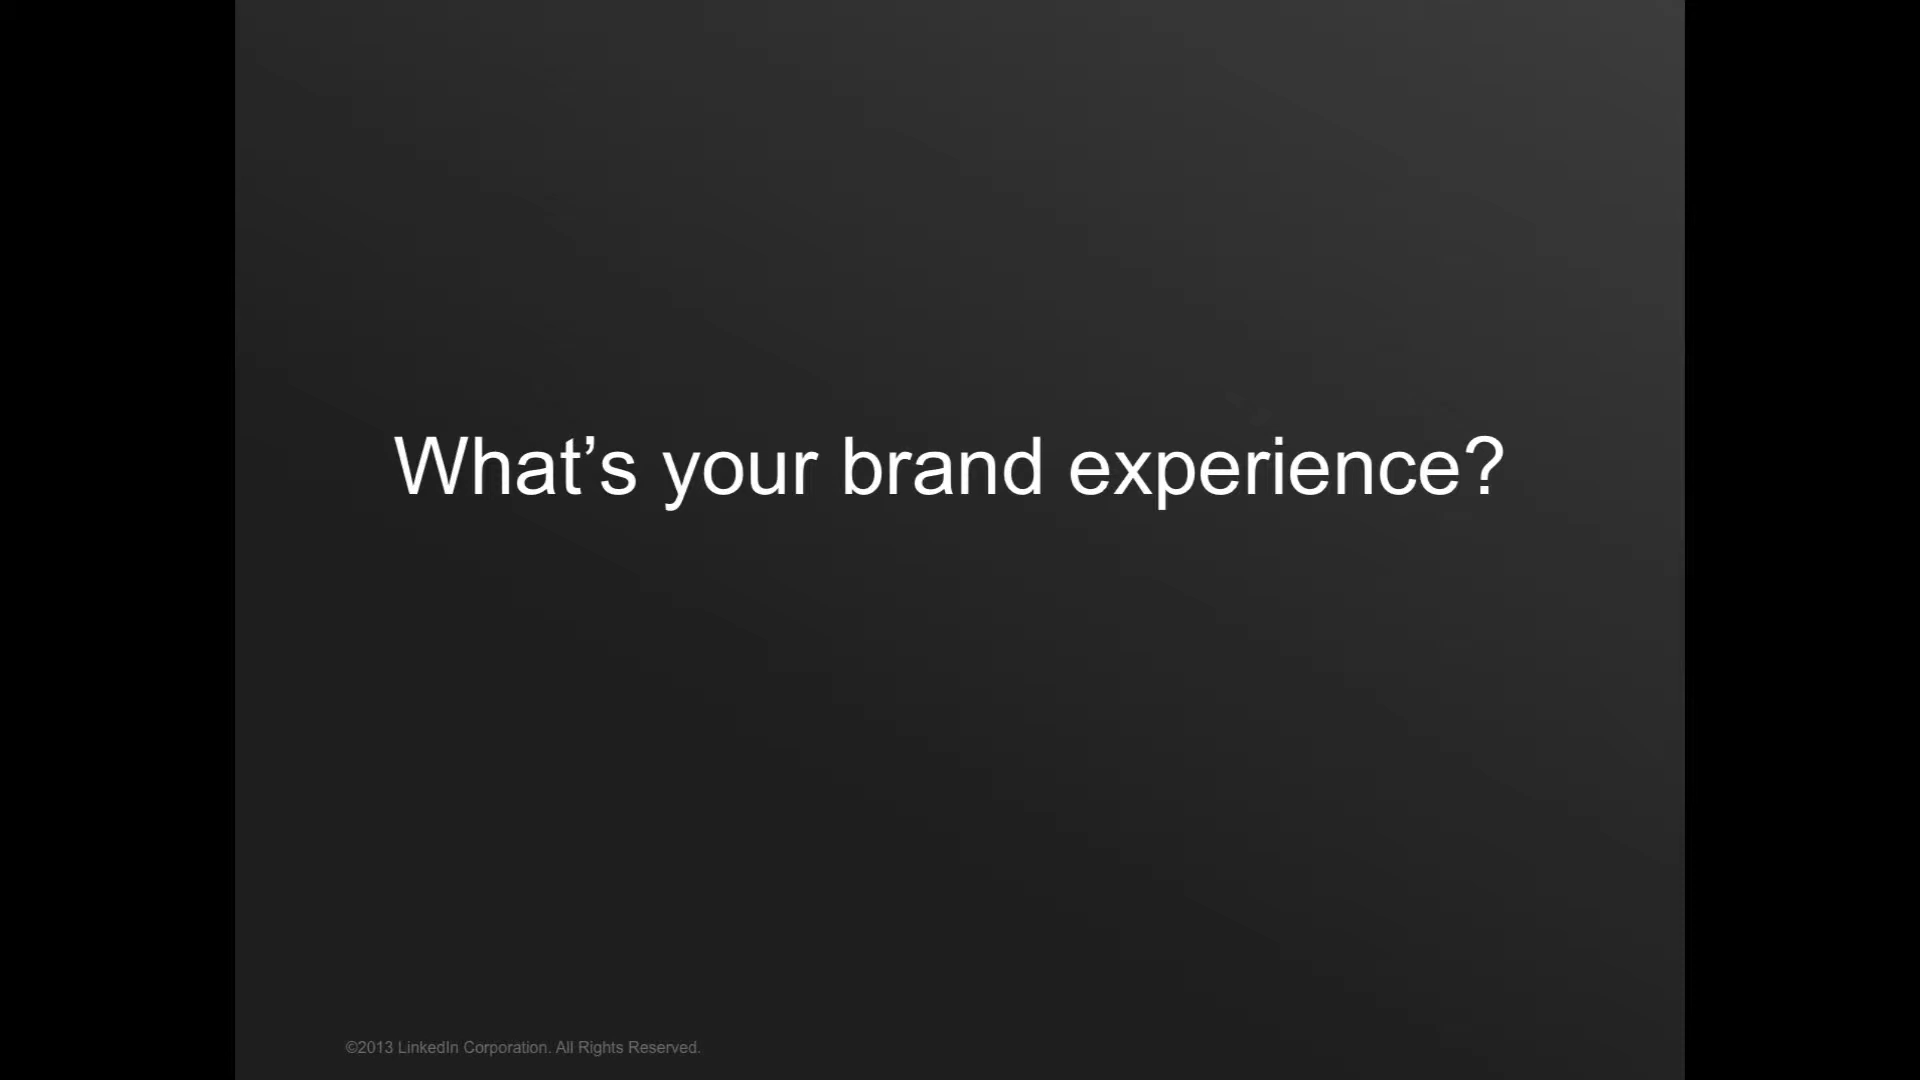 What’s your brand experience?
©2013 LinkedIn Corporation. All Rights Reserved.